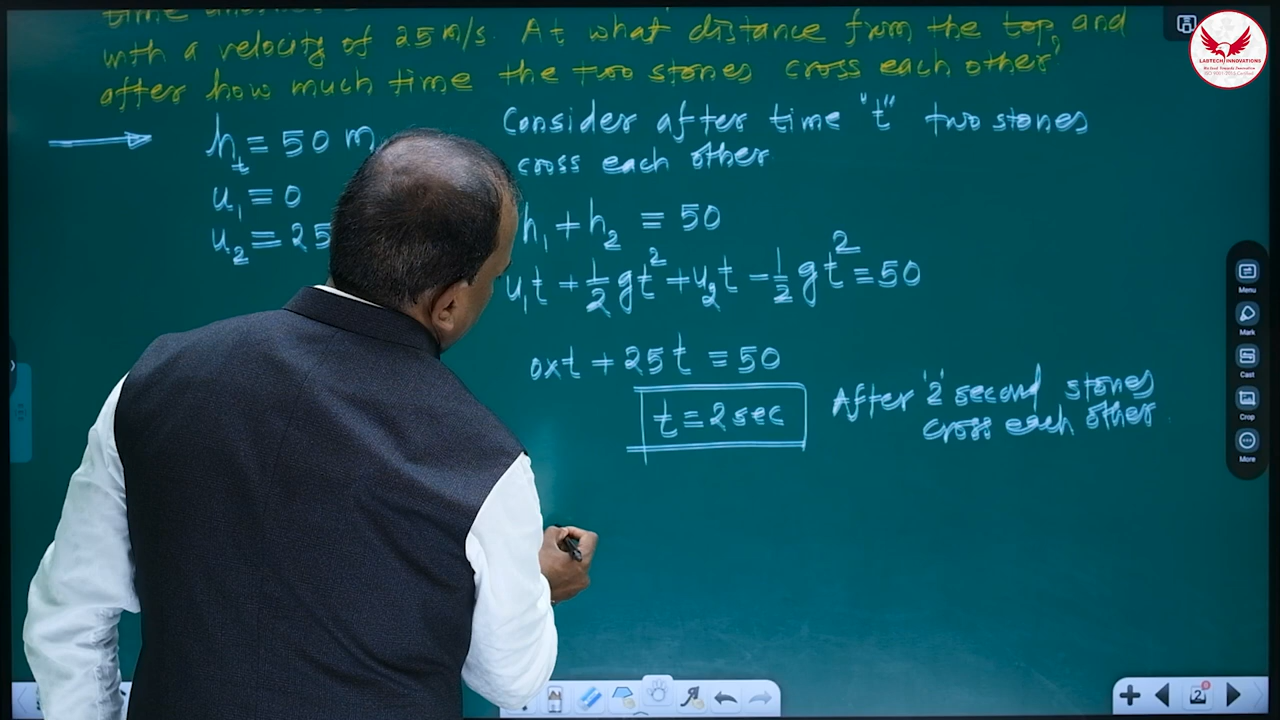 with a velocity of 25 m/s. At what distance from the top, and
after how much time the two stones cross each other?
hₜ = 50 m
u₁ = 0
u₂ = 25
Consider after time "t" two stones
cross each other.
h₁ + h₂ = 50
u₁t + ½gt² + u₂t − ½gt² = 50
0xt + 25t = 50
t = 2 sec
After '2' second stones
cross each other.
LABTECH INNOVATIONS
Menu
Mark
Cast
Crop
More
2